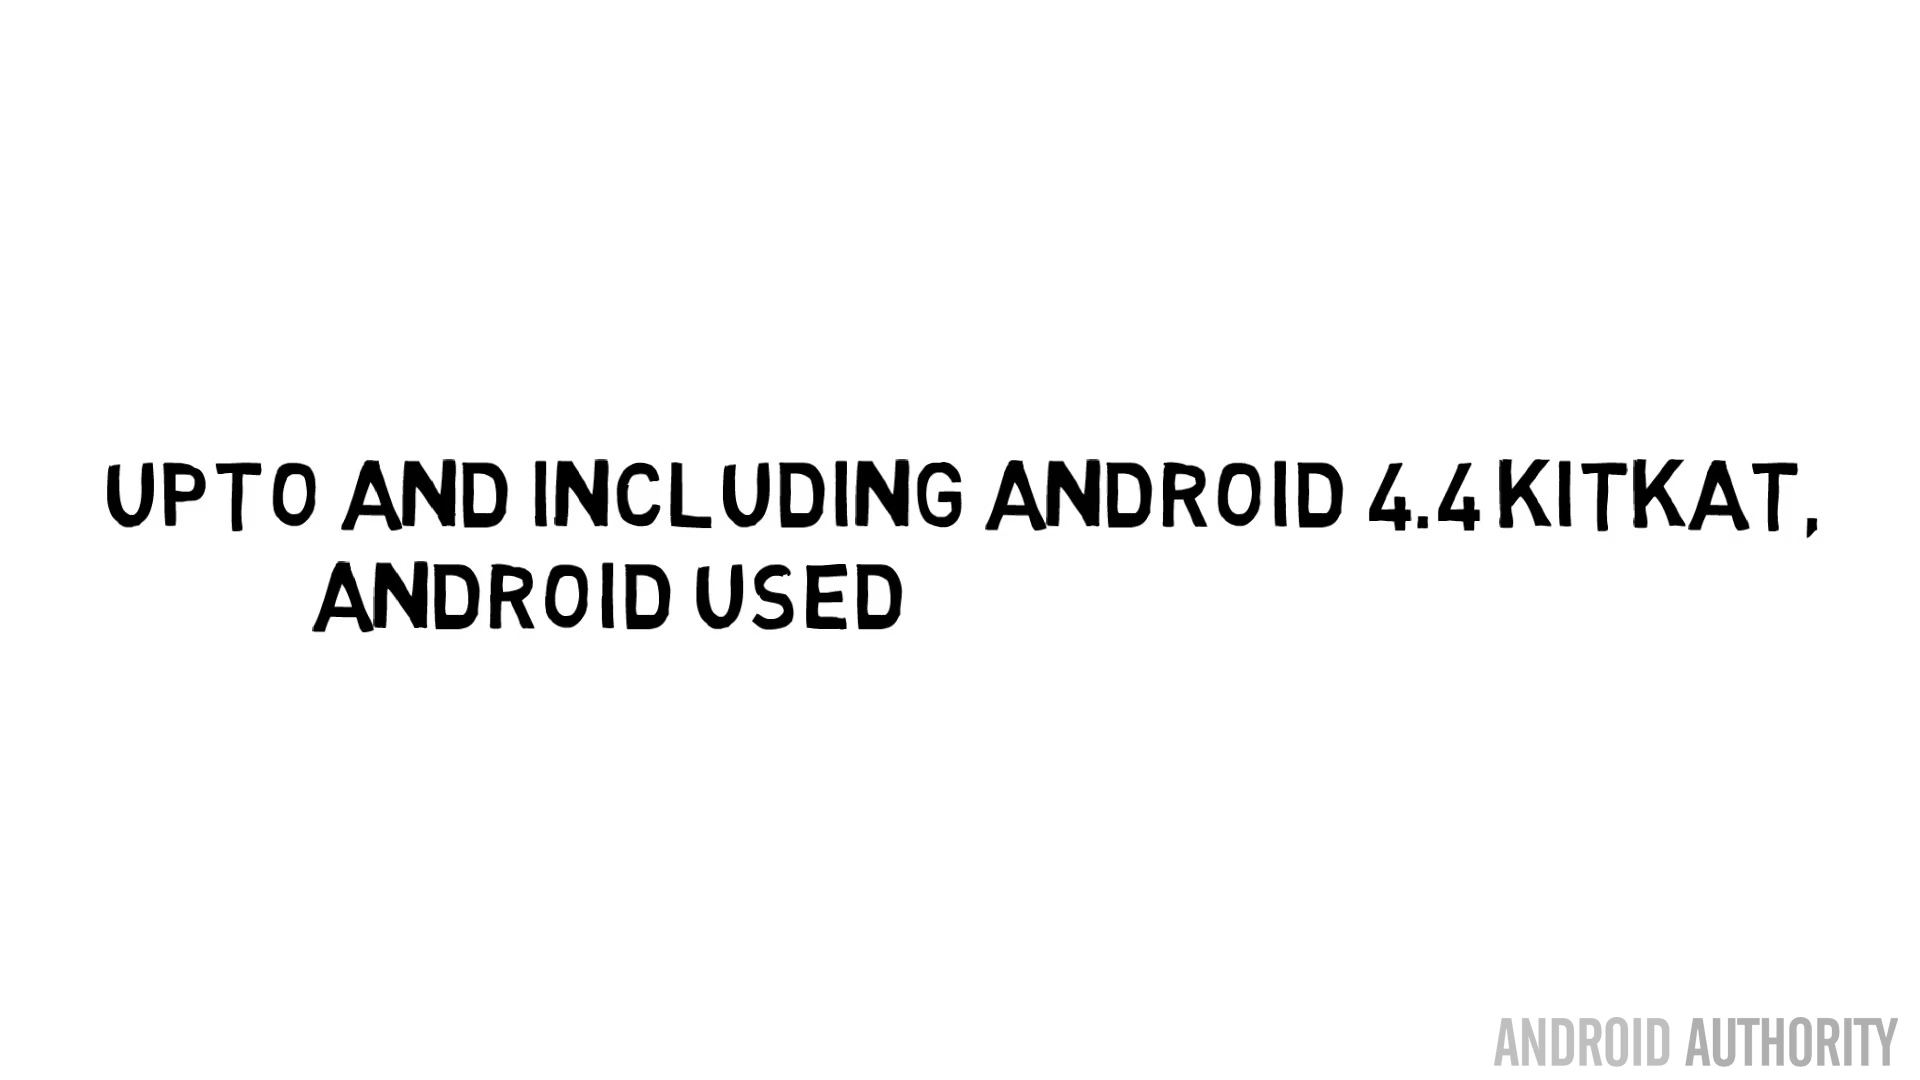 UPTO AND INCLUDING ANDROID 4.4 KITKAT,
ANDROID USED
ANDROID AUTHORITY